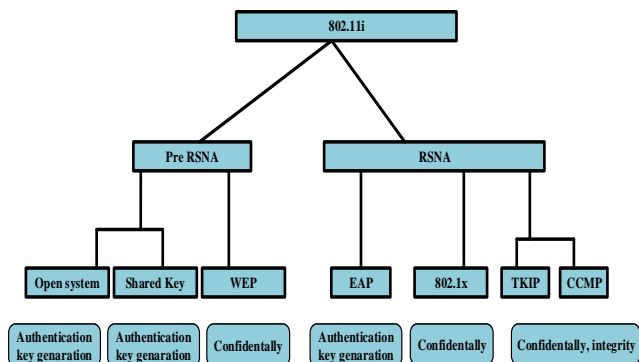 802.11i
Pre RSNA
RSNA
Open system
Shared Key
WEP
EAP
802.1x
TKIP
CCMP
Authentication
key genaration
Authentication
key genaration
Confidentally
Authentication
key genaration
Confidentally
Confidentally, integrity